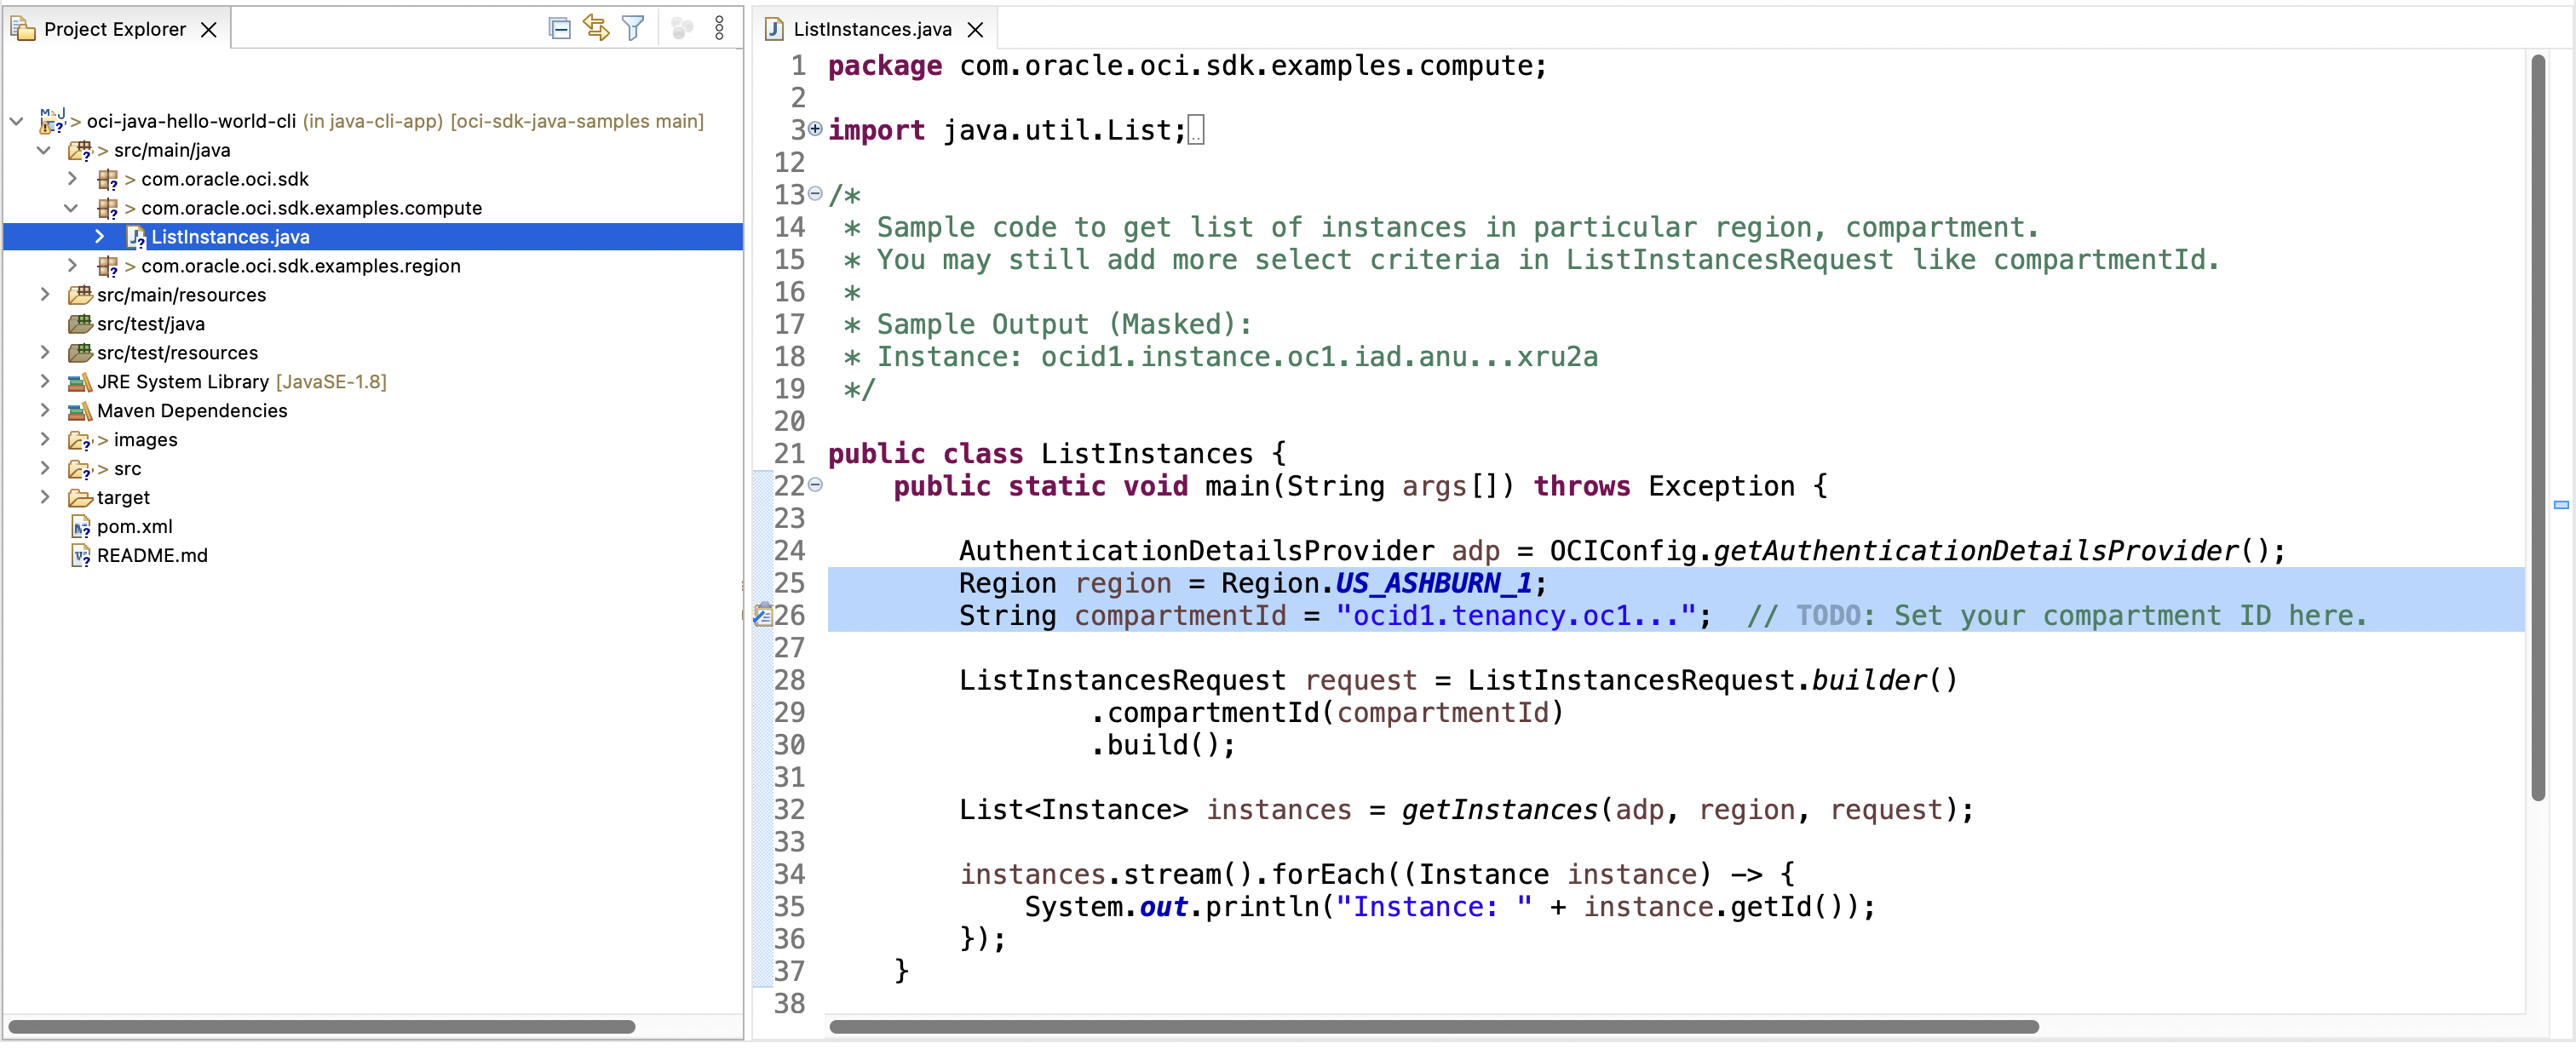 Project Explorer
> oci-java-hello-world-cli (in java-cli-app) [oci-sdk-java-samples main]
> src/main/java
> com.oracle.oci.sdk
> com.oracle.oci.sdk.examples.compute
ListInstances.java
> com.oracle.oci.sdk.examples.region
src/main/resources
src/test/java
src/test/resources
JRE System Library [JavaSE-1.8]
Maven Dependencies
> images
> src
target
pom.xml
README.md
ListInstances.java
1 package com.oracle.oci.sdk.examples.compute;
2
3 import java.util.List;
12
13 /*
14  * Sample code to get list of instances in particular region, compartment.
15  * You may still add more select criteria in ListInstancesRequest like compartmentId.
16  *
17  * Sample Output (Masked):
18  * Instance: ocid1.instance.oc1.iad.anu...xru2a
19  */
20
21 public class ListInstances {
22     public static void main(String args[]) throws Exception {
23
24         AuthenticationDetailsProvider adp = OCIConfig.getAuthenticationDetailsProvider();
25         Region region = Region.US_ASHBURN_1;
26         String compartmentId = "ocid1.tenancy.oc1..."; // TODO: Set your compartment ID here.
27
28         ListInstancesRequest request = ListInstancesRequest.builder()
29                 .compartmentId(compartmentId)
30                 .build();
31
32         List<Instance> instances = getInstances(adp, region, request);
33
34         instances.stream().forEach((Instance instance) -> {
35             System.out.println("Instance: " + instance.getId());
36         });
37     }
38